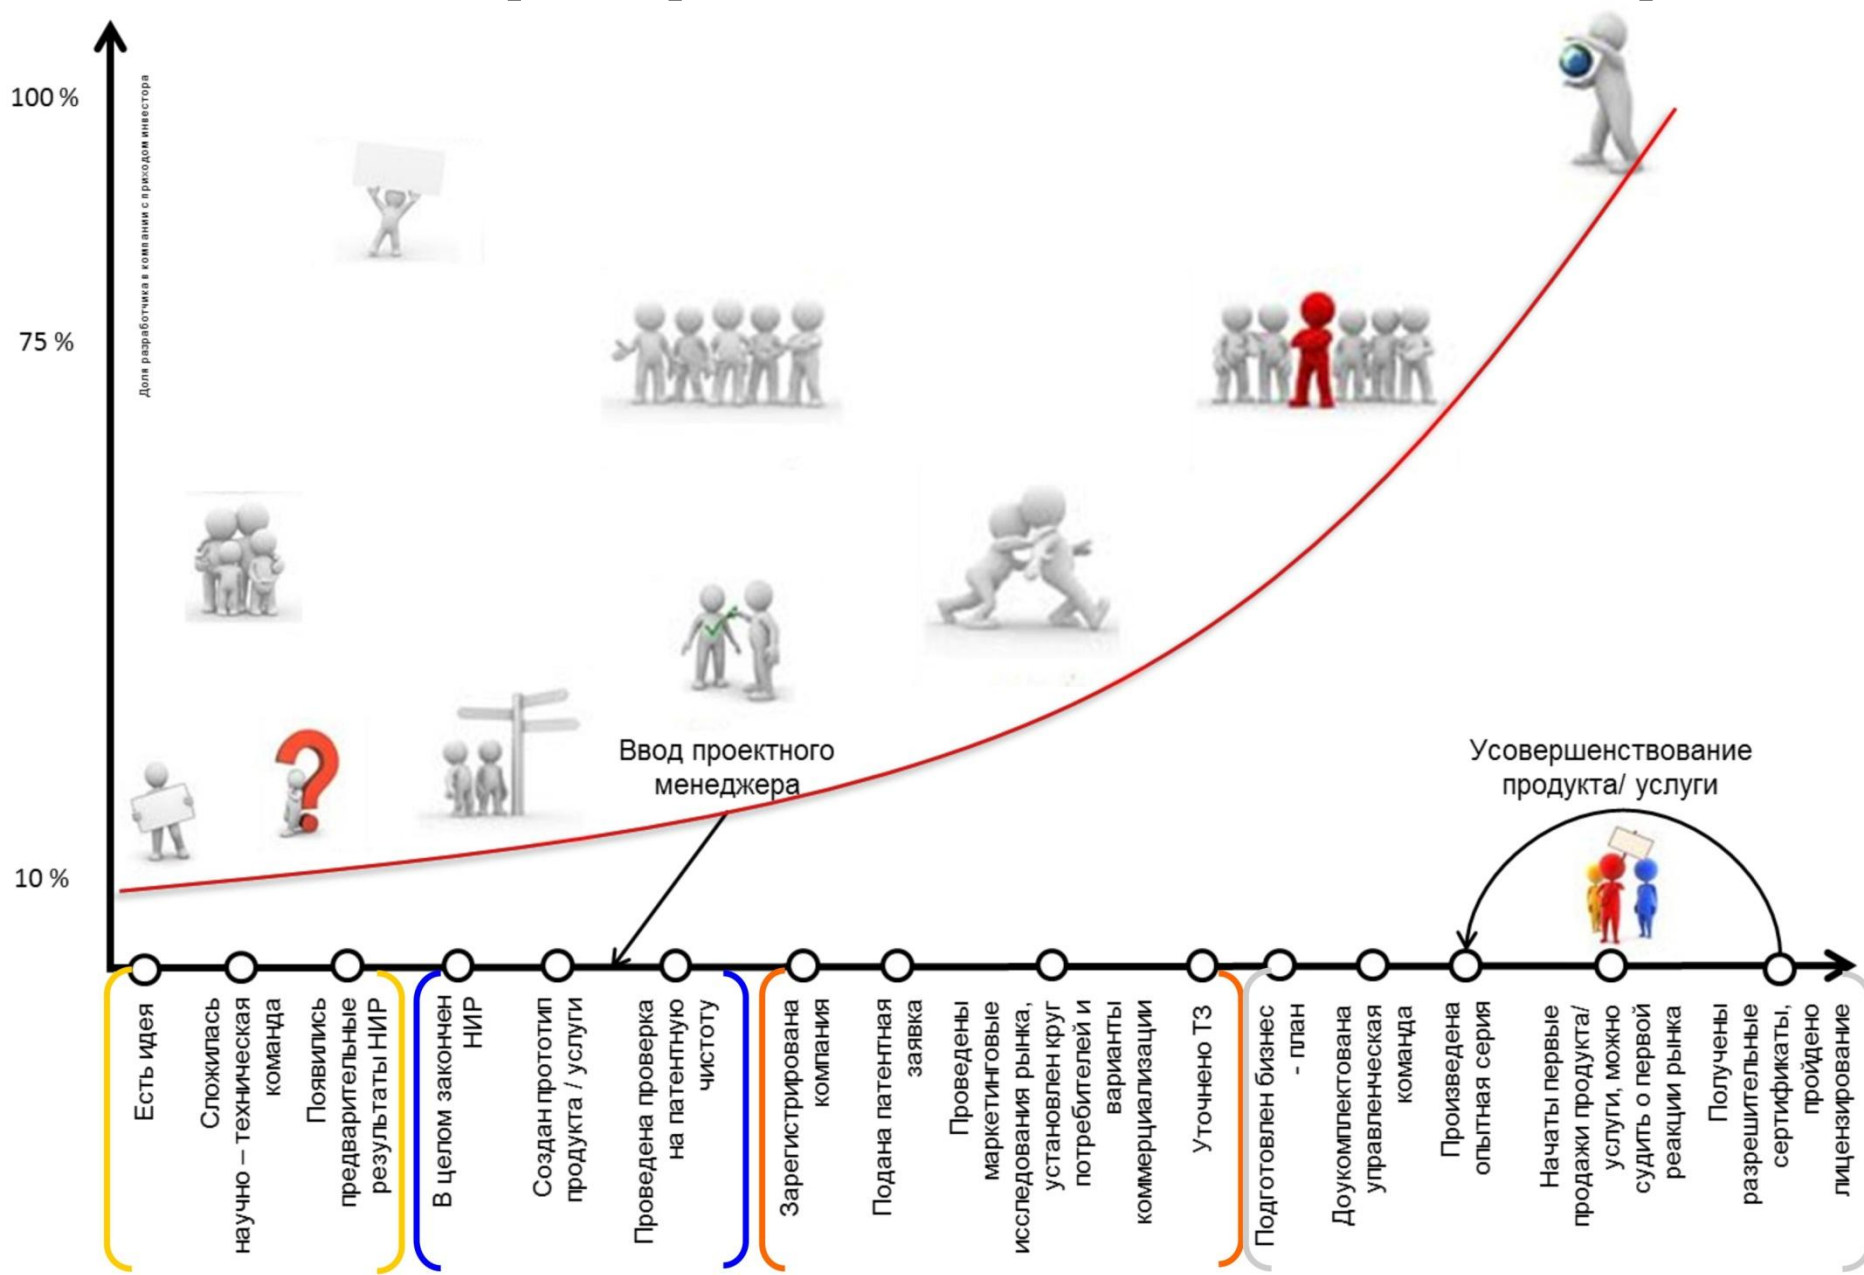 100 %
75 %
10 %
Доля разработчика в компании с приходом инвестора
Ввод проектного
менеджера
Усовершенствование
продукта/ услуги
Есть идея
Сложилась
научно – техническая
команда
Появились
предварительные
результаты НИР
В целом закончен
НИР
Создан прототип
продукта / услуги
Проведена проверка
на патентную
чистоту
Зарегистрирована
компания
Подана патентная
заявка
Проведены
маркетинговые
исследования рынка,
установлен круг
потребителей и
варианты
коммерциализации
Уточнено ТЗ
Подготовлен бизнес
- план
Доукомплектована
управленческая
команда
Произведена
опытная серия
Начаты первые
продажи продукта/
услуги, можно
судить о первой
реакции рынка
Получены
разрешительные
сертификаты,
пройдено
лицензирование